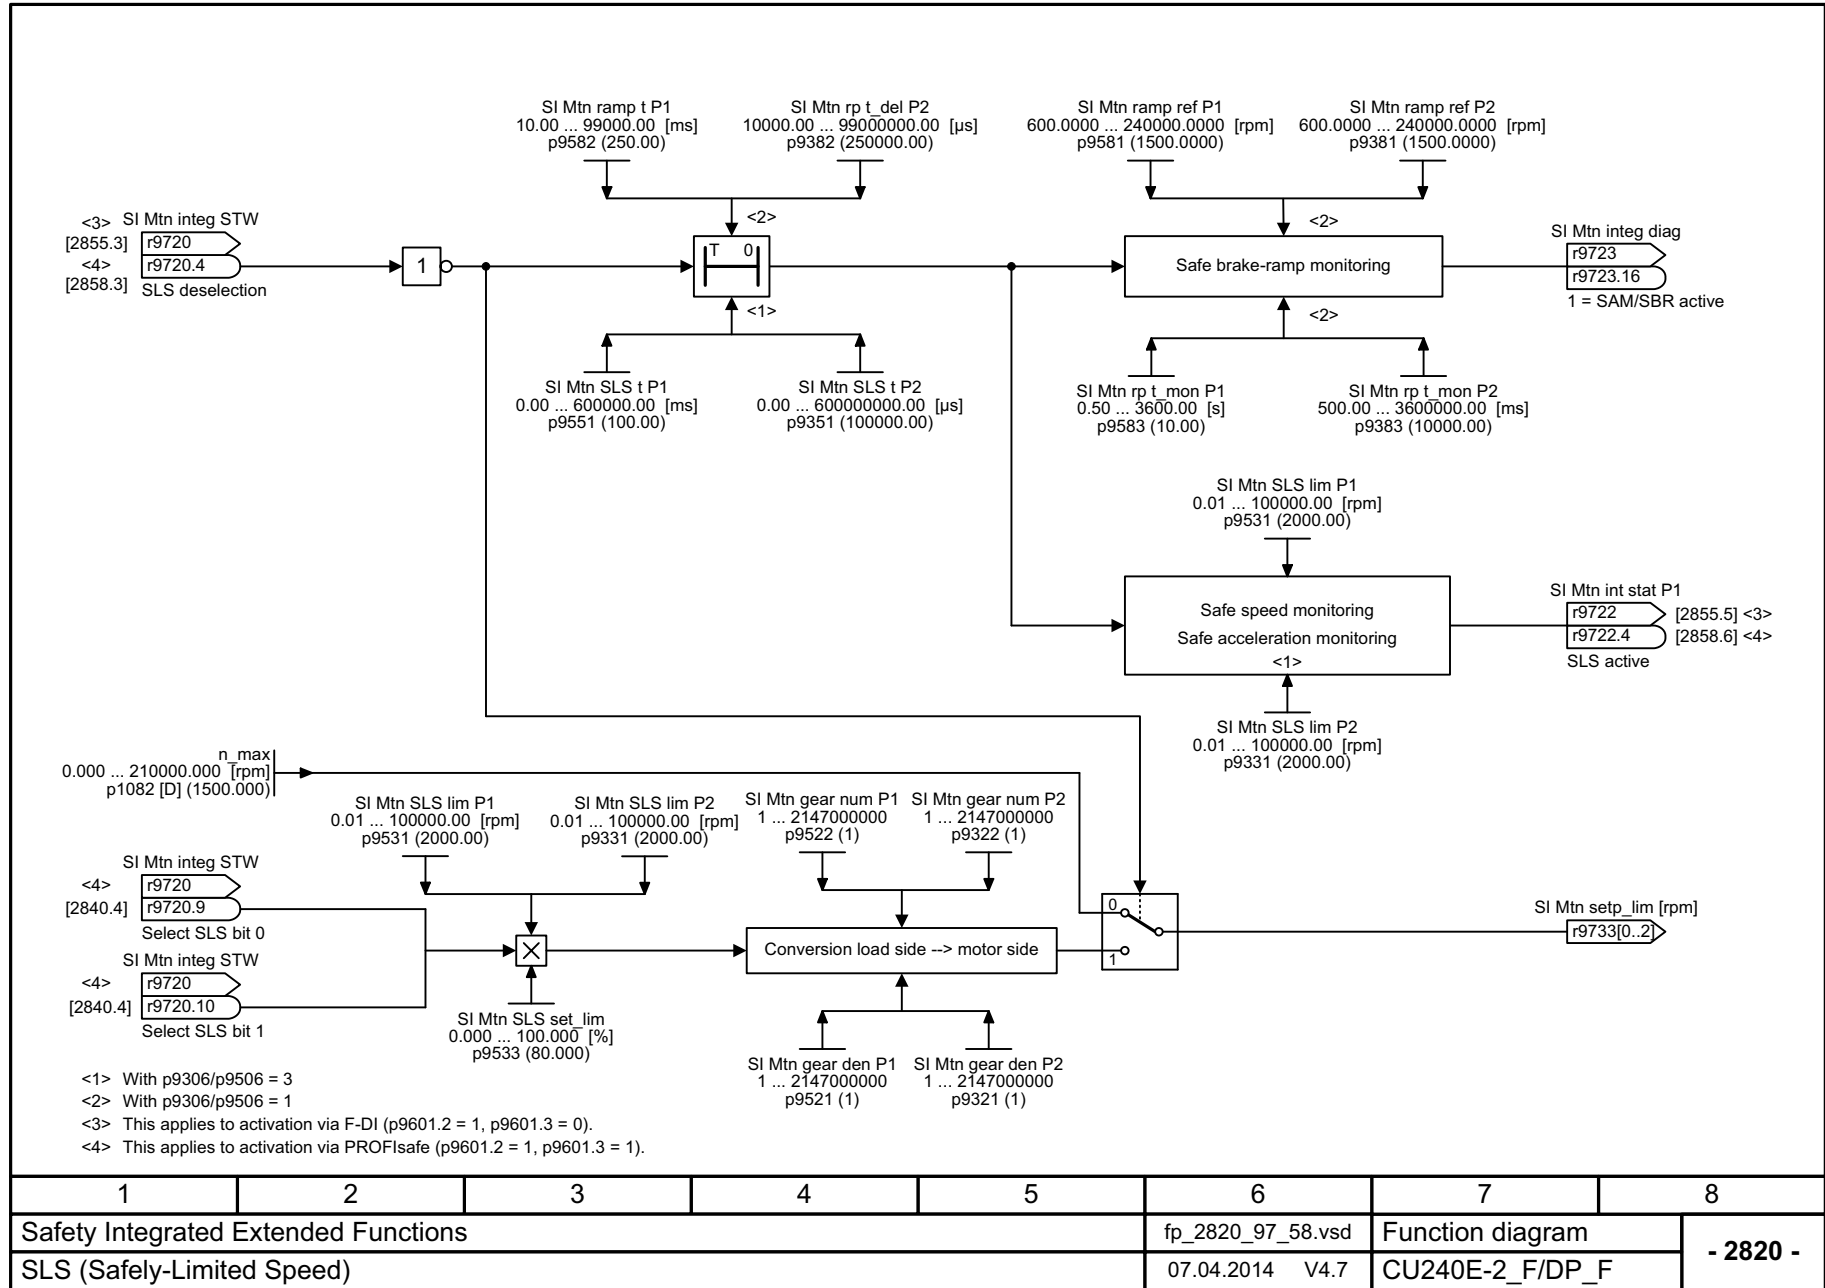 SI Mtn ramp t P1
10.00 ... 99000.00 [ms]
p9582 (250.00)
SI Mtn rp t_del P2
10000.00 ... 99000000.00 [µs]
p9382 (250000.00)
SI Mtn ramp ref P1
600.0000 ... 240000.0000 [rpm]
p9581 (1500.0000)
SI Mtn ramp ref P2
600.0000 ... 240000.0000 [rpm]
p9381 (1500.0000)
<3> SI Mtn integ STW
[2855.3] r9720
<4> r9720.4
[2858.3] SLS deselection
1
<2>
T 0
<1>
<2>
Safe brake-ramp monitoring
<2>
SI Mtn integ diag
r9723
r9723.16
1 = SAM/SBR active
SI Mtn SLS t P1
0.00 ... 600000.00 [ms]
p9551 (100.00)
SI Mtn SLS t P2
0.00 ... 600000000.00 [µs]
p9351 (100000.00)
SI Mtn rp t_mon P1
0.50 ... 3600.00 [s]
p9583 (10.00)
SI Mtn rp t_mon P2
500.00 ... 3600000.00 [ms]
p9383 (10000.00)
SI Mtn SLS lim P1
0.01 ... 100000.00 [rpm]
p9531 (2000.00)
Safe speed monitoring
Safe acceleration monitoring
<1>
SI Mtn int stat P1
r9722 [2855.5] <3>
r9722.4 [2858.6] <4>
SLS active
SI Mtn SLS lim P2
0.01 ... 100000.00 [rpm]
p9331 (2000.00)
n_max
0.000 ... 210000.000 [rpm]
p1082 [D] (1500.000)
SI Mtn SLS lim P1
0.01 ... 100000.00 [rpm]
p9531 (2000.00)
SI Mtn SLS lim P2
0.01 ... 100000.00 [rpm]
p9331 (2000.00)
SI Mtn gear num P1
1 ... 2147000000
p9522 (1)
SI Mtn gear num P2
1 ... 2147000000
p9322 (1)
SI Mtn integ STW
<4> r9720
[2840.4] r9720.9
Select SLS bit 0
SI Mtn integ STW
<4> r9720
[2840.4] r9720.10
Select SLS bit 1
SI Mtn SLS set_lim
0.000 ... 100.000 [%]
p9533 (80.000)
Conversion load side --> motor side
0
1
SI Mtn setp_lim [rpm]
r9733[0..2]
SI Mtn gear den P1
1 ... 2147000000
p9521 (1)
SI Mtn gear den P2
1 ... 2147000000
p9321 (1)
<1> With p9306/p9506 = 3
<2> With p9306/p9506 = 1
<3> This applies to activation via F-DI (p9601.2 = 1, p9601.3 = 0).
<4> This applies to activation via PROFIsafe (p9601.2 = 1, p9601.3 = 1).
1 2 3 4 5 6 7 8
Safety Integrated Extended Functions fp_2820_97_58.vsd Function diagram
- 2820 -
SLS (Safely-Limited Speed) 07.04.2014 V4.7 CU240E-2_F/DP_F